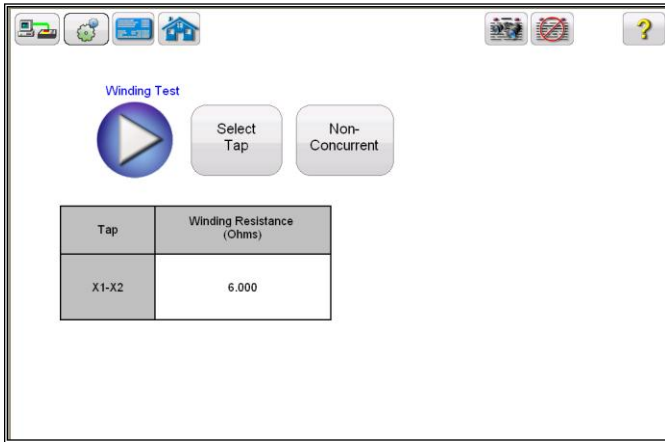 ?
Winding Test
Select
Tap
Non-
Concurrent
Tap
Winding Resistance
(Ohms)
X1-X2
6.000